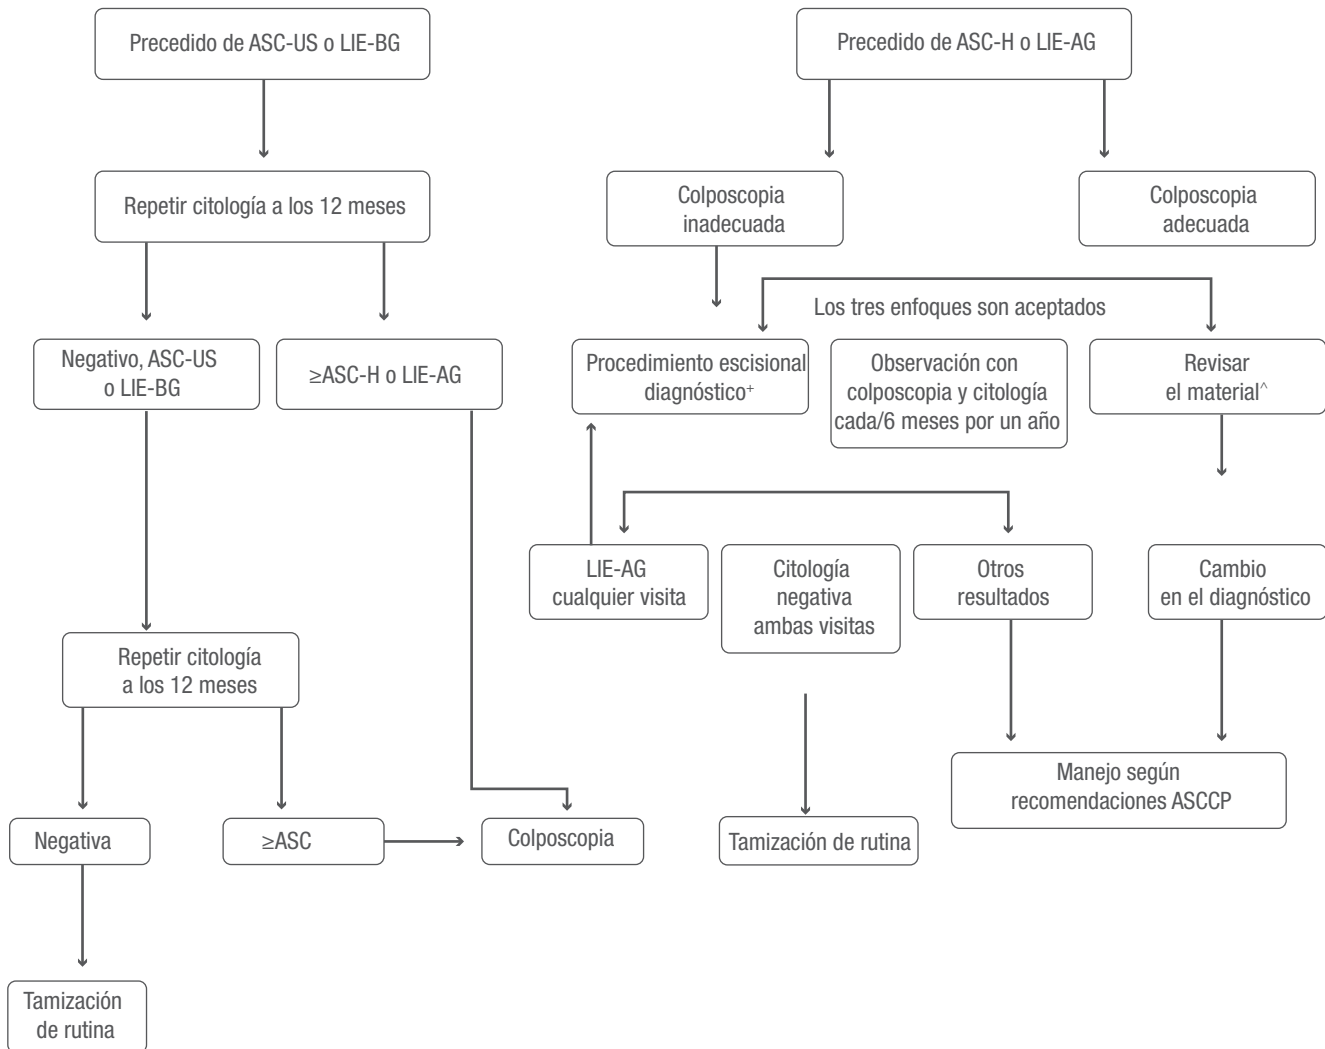 Precedido de ASC-US o LIE-BG
Precedido de ASC-H o LIE-AG
Repetir citología a los 12 meses
Colposcopia
inadecuada
Colposcopia
adecuada
Los tres enfoques son aceptados
Negativo, ASC-US
o LIE-BG
≥ASC-H o LIE-AG
Procedimiento escisional
diagnóstico⁺
Observación con
colposcopia y citología
cada/6 meses por un año
Revisar
el material^
LIE-AG
cualquier visita
Citología
negativa
ambas visitas
Otros
resultados
Cambio
en el diagnóstico
Repetir citología
a los 12 meses
Manejo según
recomendaciones ASCCP
Negativa
≥ASC
Colposcopia
Tamización de rutina
Tamización
de rutina